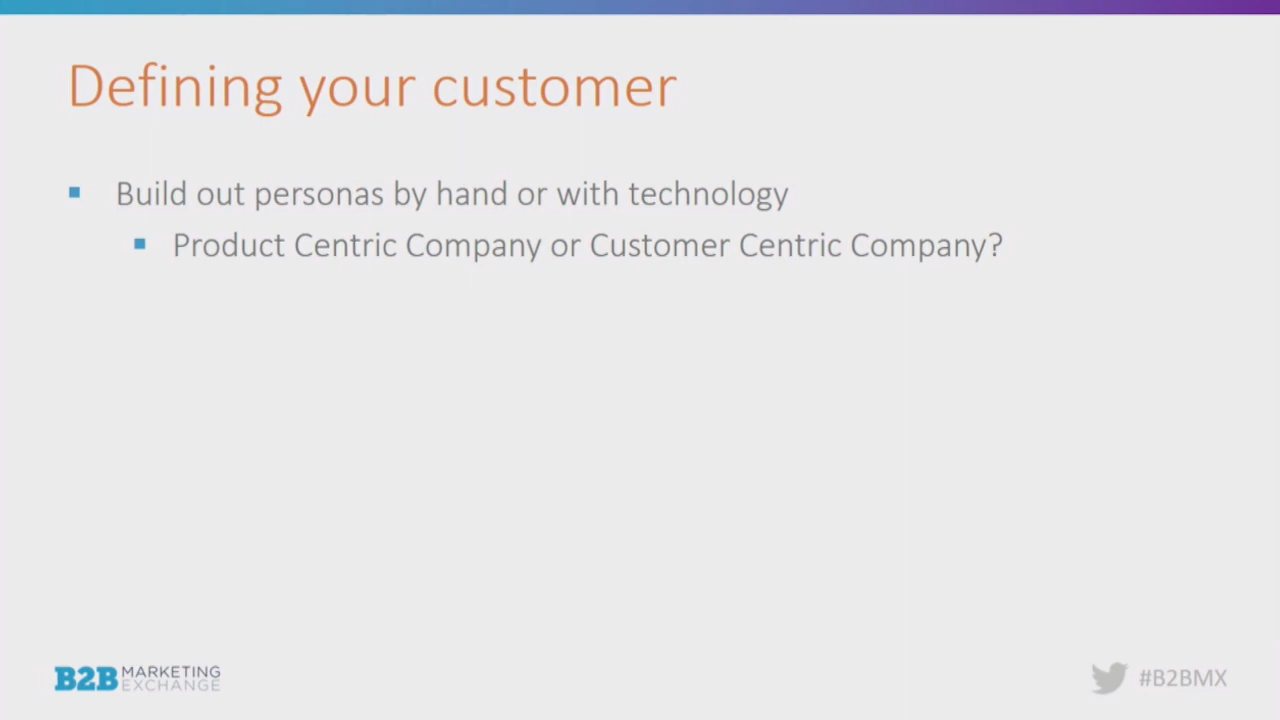 Defining your customer
Build out personas by hand or with technology
Product Centric Company or Customer Centric Company?
B2B MARKETING
EXCHANGE
#B2BMX